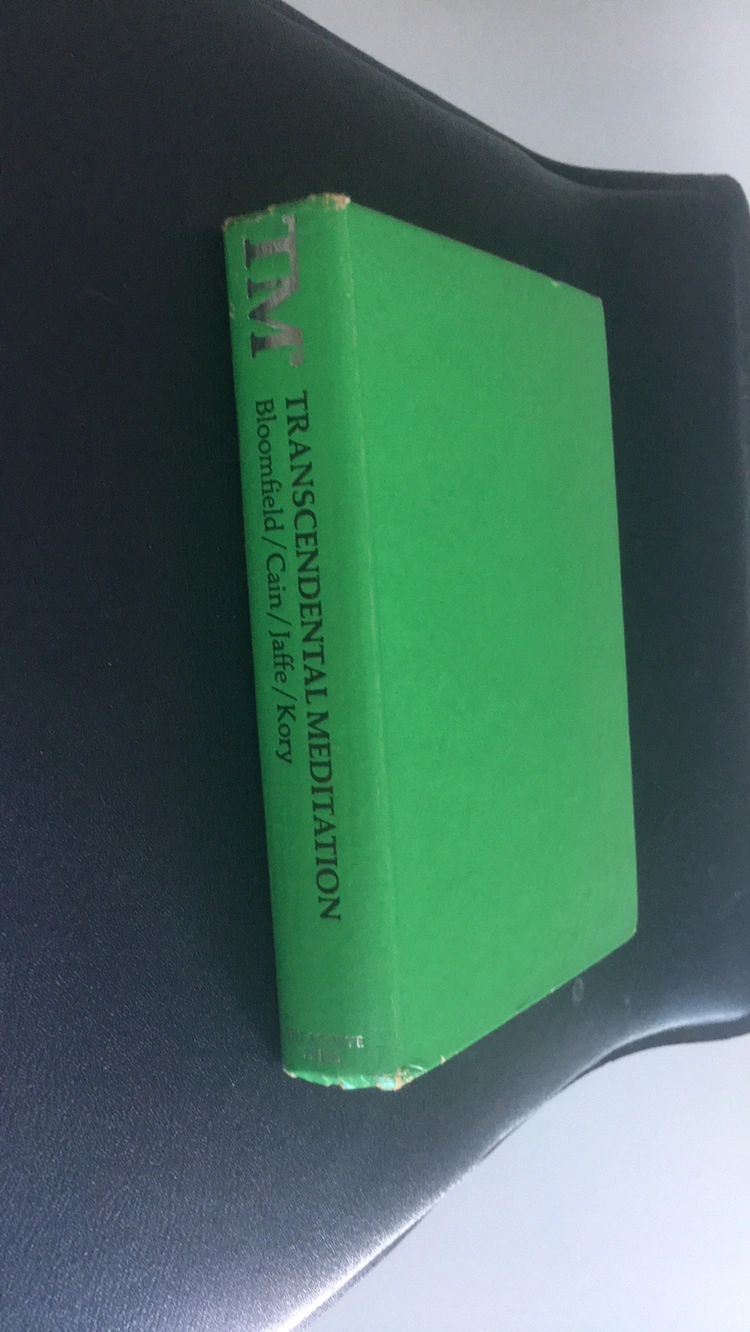 TM
TRANSCENDENTAL MEDITATION
Bloomfield/Cain/Jaffe/Kory